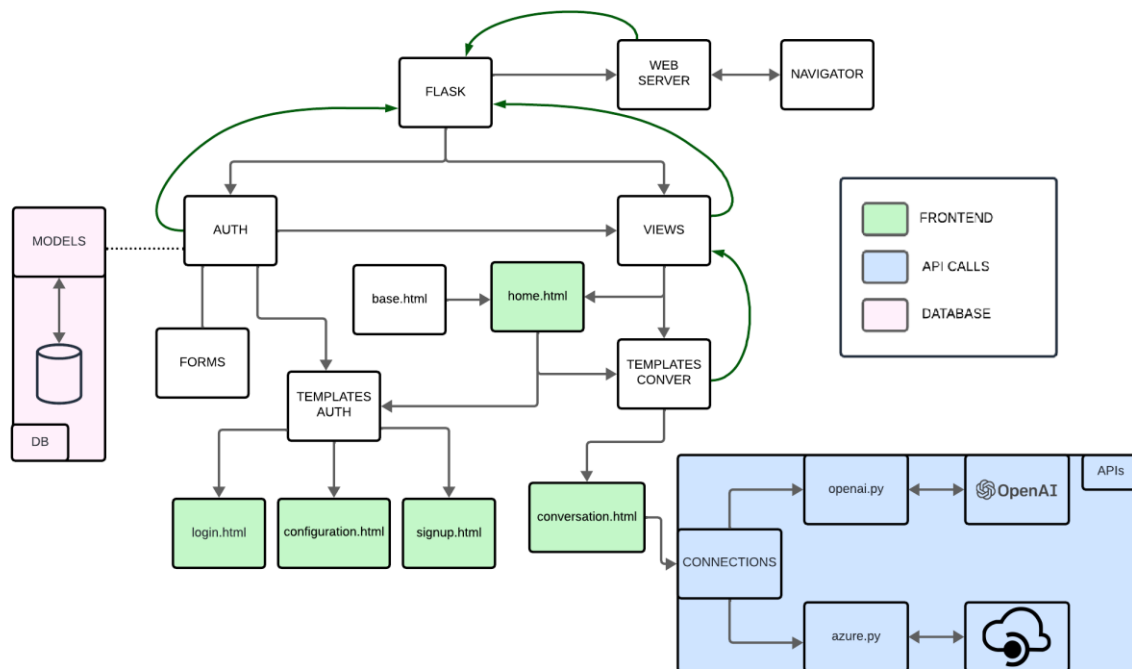 WEB
SERVER
NAVIGATOR
FLASK
AUTH
VIEWS
MODELS
FRONTEND
API CALLS
DATABASE
base.html
home.html
FORMS
TEMPLATES
AUTH
TEMPLATES
CONVER
DB
login.html
configuration.html
signup.html
conversation.html
APIs
openai.py
OpenAI
CONNECTIONS
azure.py